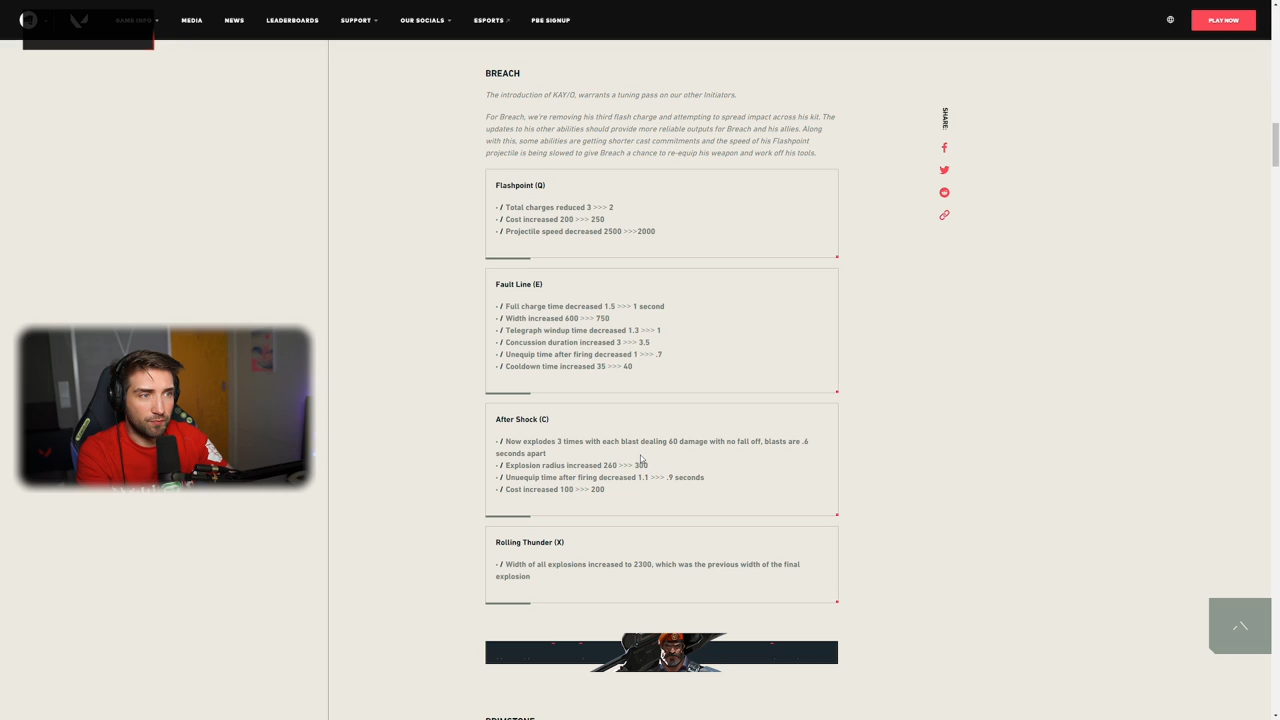 GAME INFO
MEDIA
NEWS
LEADERBOARDS
SUPPORT
OUR SOCIALS
ESPORTS
PBE SIGNUP
PLAY NOW
BREACH
The introduction of KAY/O, warrants a tuning pass on our other Initiators.
For Breach, we're removing his third flash charge and attempting to spread impact across his kit. The
updates to his other abilities should provide more reliable outputs for Breach and his allies. Along
with this, some abilities are getting shorter cast commitments and the speed of his Flashpoint
projectile is being slowed to give Breach a chance to re-equip his weapon and work off his tools.
SHARE:
Flashpoint (Q)
· / Total charges reduced 3 >>> 2
· / Cost increased 200 >>> 250
· / Projectile speed decreased 2500 >>>2000
Fault Line (E)
· / Full charge time decreased 1.5 >>> 1 second
· / Width increased 600 >>> 750
· / Telegraph windup time decreased 1.3 >>> 1
· / Concussion duration increased 3 >>> 3.5
· / Unequip time after firing decreased 1 >>> .7
· / Cooldown time increased 35 >>> 40
After Shock (C)
· / Now explodes 3 times with each blast dealing 60 damage with no fall off, blasts are .6
seconds apart
· / Explosion radius increased 260 >>> 300
· / Unuequip time after firing decreased 1.1 >>> .9 seconds
· / Cost increased 100 >>> 200
Rolling Thunder (X)
· / Width of all explosions increased to 2300, which was the previous width of the final
explosion
BRIMSTONE